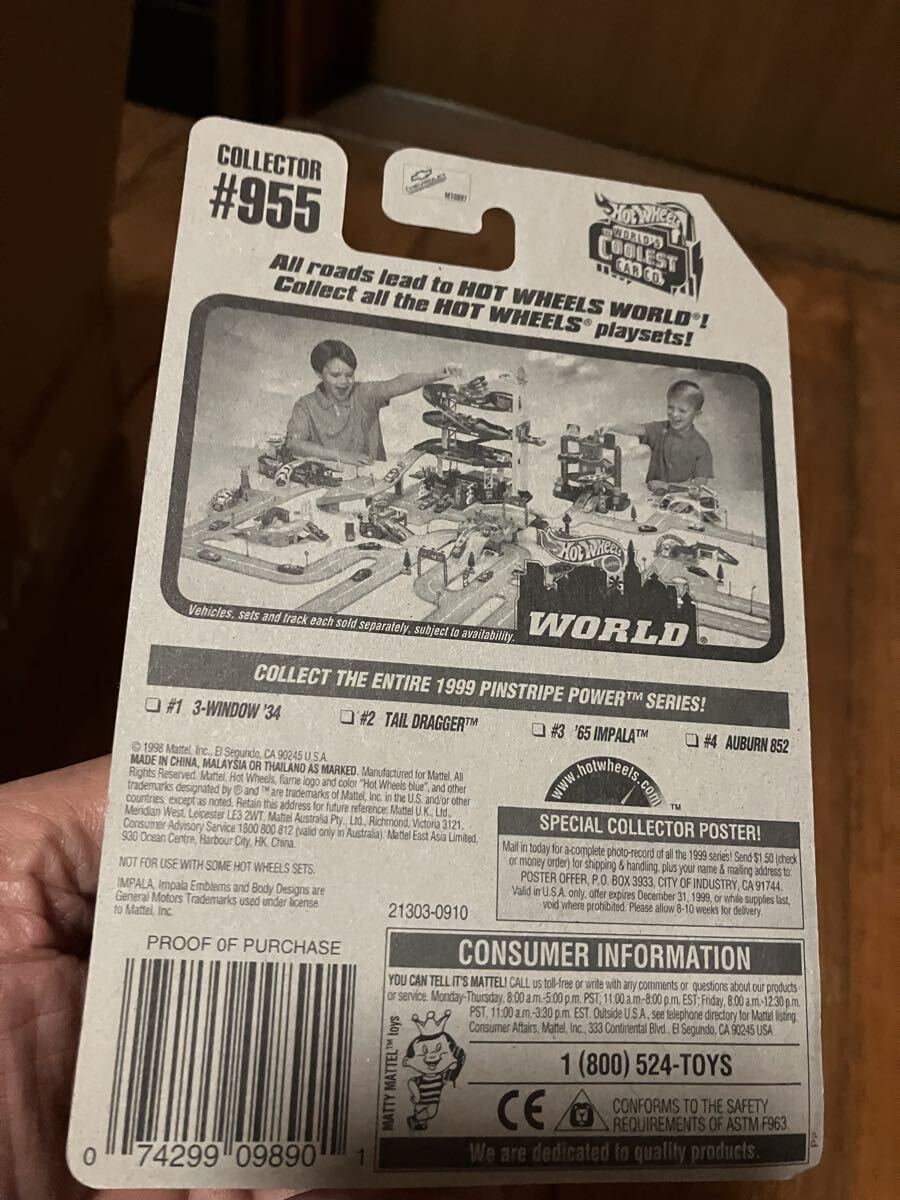 COLLECTOR
#955
CHEVROLET
M10897
HOT WHEELS
WORLD'S
COOLEST
CAR CO.
All roads lead to HOT WHEELS WORLD®!
Collect all the HOT WHEELS® playsets!
HOT WHEELS
WORLD®
Vehicles, sets and track each sold separately, subject to availability.
COLLECT THE ENTIRE 1999 PINSTRIPE POWER™ SERIES!
#1 3-WINDOW '34
#2 TAIL DRAGGER™
#3 '65 IMPALA™
#4 AUBURN 852
© 1998 Mattel, Inc., El Segundo, CA 90245 U.S.A.
MADE IN CHINA, MALAYSIA OR THAILAND AS MARKED. Manufactured for Mattel. All
Rights Reserved. Mattel, Hot Wheels, flame logo and color "Hot Wheels blue", and other
trademarks designated by ® and ™ are trademarks of Mattel, Inc. in the U.S. and/or other
countries, except as noted. Retain this address for future reference: Mattel U.K., Ltd.,
Meridian West, Leicester LE3 2WT. Mattel Australia Pty., Ltd., Richmond, Victoria 3121.
Consumer Advisory Service 1800 800 812 (valid only in Australia). Mattel East Asia Limited,
930 Ocean Centre, Harbour City, HK, China.
NOT FOR USE WITH SOME HOT WHEELS SETS.
IMPALA, Impala Emblems and Body Designs are
General Motors Trademarks used under license
to Mattel, Inc.
21303-0910
www.hotwheels.com™
SPECIAL COLLECTOR POSTER!
Mail in today for a complete photo-record of all the 1999 series! Send $1.50 (check
or money order) for shipping & handling, plus your name & mailing address to:
POSTER OFFER, P.O. BOX 3933, CITY OF INDUSTRY, CA 91744.
Valid in U.S.A. only, offer expires December 31, 1999, or while supplies last,
void where prohibited. Please allow 8-10 weeks for delivery.
PROOF OF PURCHASE
0 74299 09890 1
CONSUMER INFORMATION
YOU CAN TELL IT'S MATTEL! CALL us toll-free or write with any comments or questions about our products
or service. Monday-Thursday, 8:00 a.m.-5:00 p.m. PST, 11:00 a.m.-8:00 p.m. EST; Friday, 8:00 a.m.-12:30 p.m.
PST, 11:00 a.m.-3:30 p.m. EST. Outside U.S.A., see telephone directory for Mattel listing.
Consumer Affairs, Mattel, Inc., 333 Continental Blvd., El Segundo, CA 90245 USA
MATTY MATTEL™ toys
1 (800) 524-TOYS
CE
CONFORMS TO THE SAFETY
REQUIREMENTS OF ASTM F963.
We are dedicated to quality products.
PP